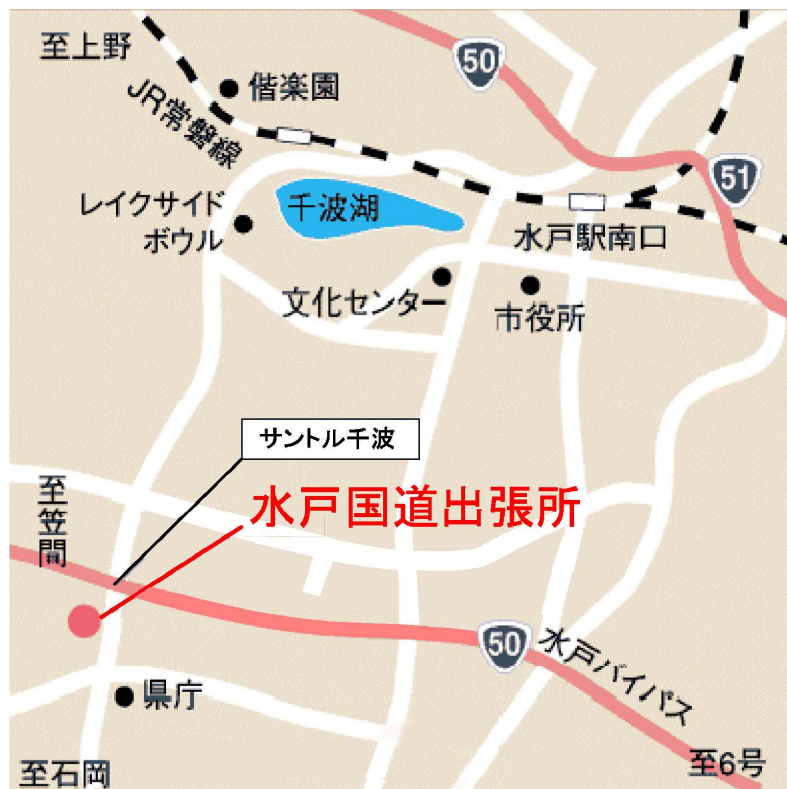 至上野
50
偕楽園
JR常磐線
51
レイクサイド
ボウル
千波湖
水戸駅南口
文化センター
市役所
サントル千波
至笠間
水戸国道出張所
50
水戸バイパス
県庁
至6号
至石岡